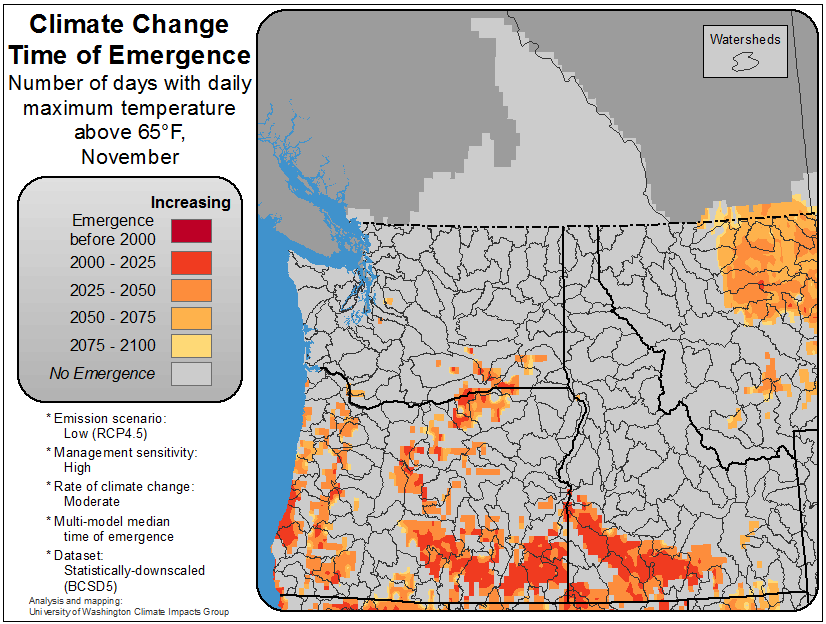 Climate Change
Time of Emergence
Number of days with daily
maximum temperature
above 65°F,
November
Increasing
Emergence
before 2000
2000 - 2025
2025 - 2050
2050 - 2075
2075 - 2100
No Emergence
* Emission scenario:
Low (RCP4.5)
* Management sensitivity:
High
* Rate of climate change:
Moderate
* Multi-model median
time of emergence
* Dataset:
Statistically-downscaled
(BCSD5)
Analysis and mapping:
University of Washington Climate Impacts Group
Watersheds